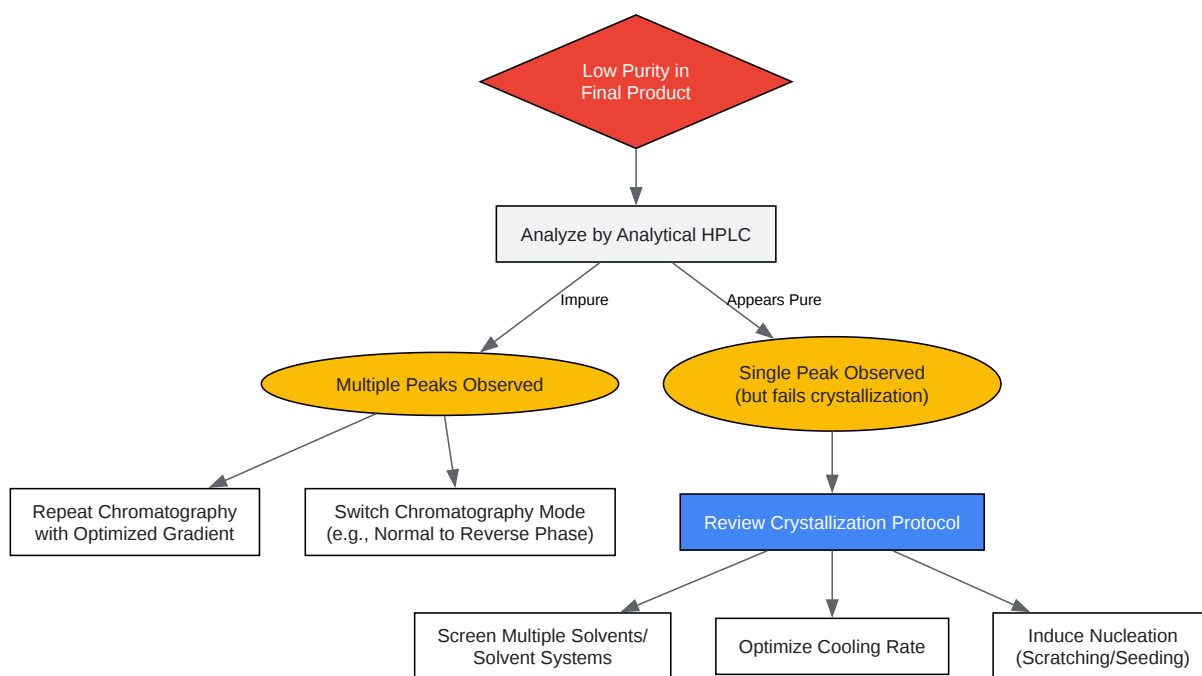 Low Purity in
Final Product
Analyze by Analytical HPLC
Impure
Appears Pure
Multiple Peaks Observed
Single Peak Observed
(but fails crystallization)
Repeat Chromatography
with Optimized Gradient
Switch Chromatography Mode
(e.g., Normal to Reverse Phase)
Review Crystallization Protocol
Screen Multiple Solvents/
Solvent Systems
Optimize Cooling Rate
Induce Nucleation
(Scratching/Seeding)